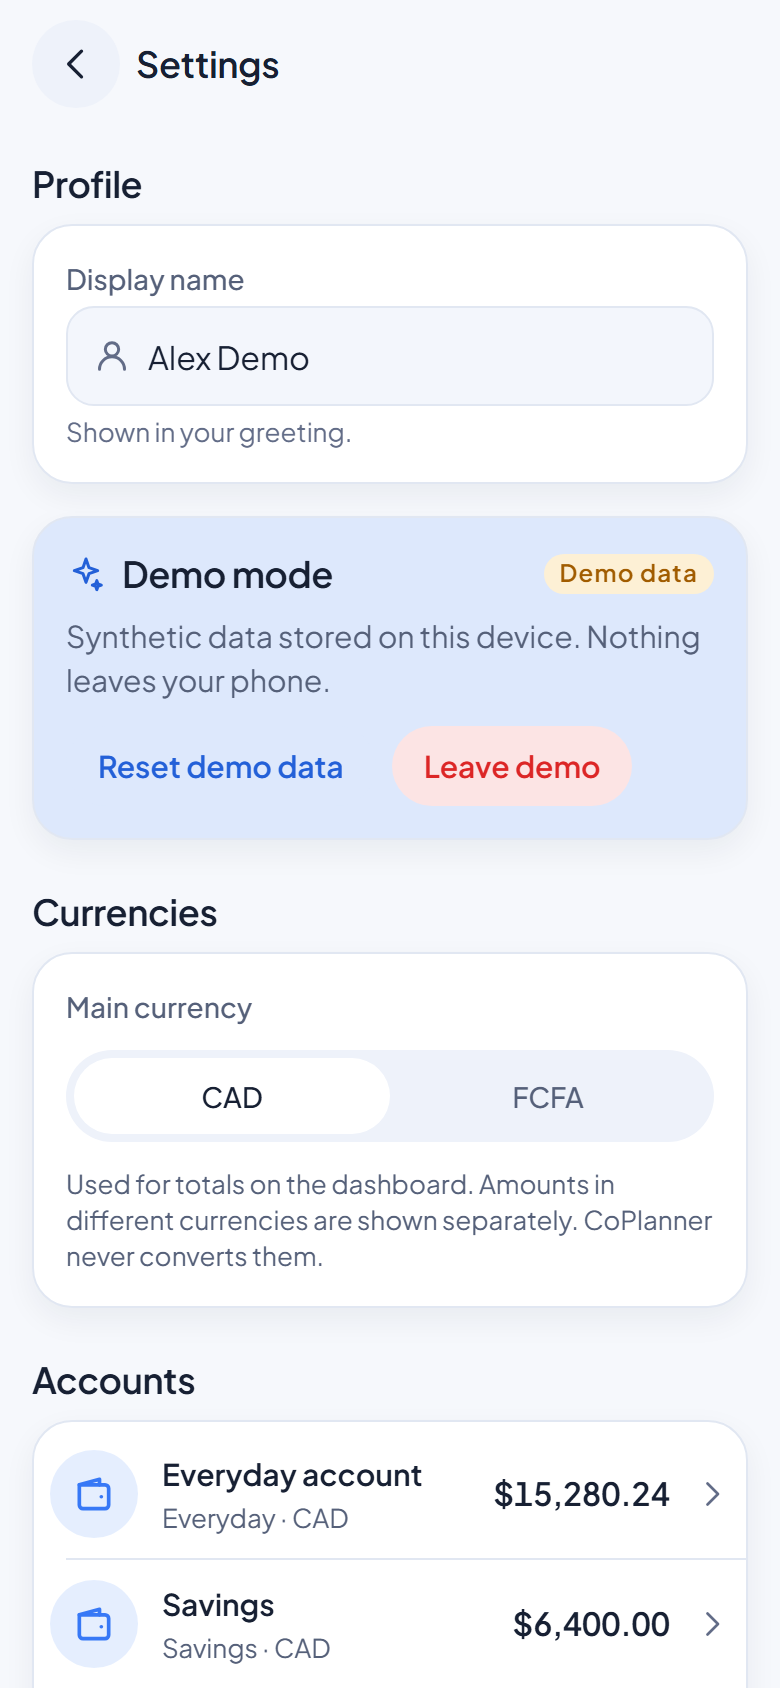 Settings
Profile
Display name
Alex Demo
Shown in your greeting.
Demo mode
Demo data
Synthetic data stored on this device. Nothing
leaves your phone.
Reset demo data
Leave demo
Currencies
Main currency
CAD
FCFA
Used for totals on the dashboard. Amounts in
different currencies are shown separately. CoPlanner
never converts them.
Accounts
Everyday account
$15,280.24
Everyday · CAD
Savings
$6,400.00
Savings · CAD